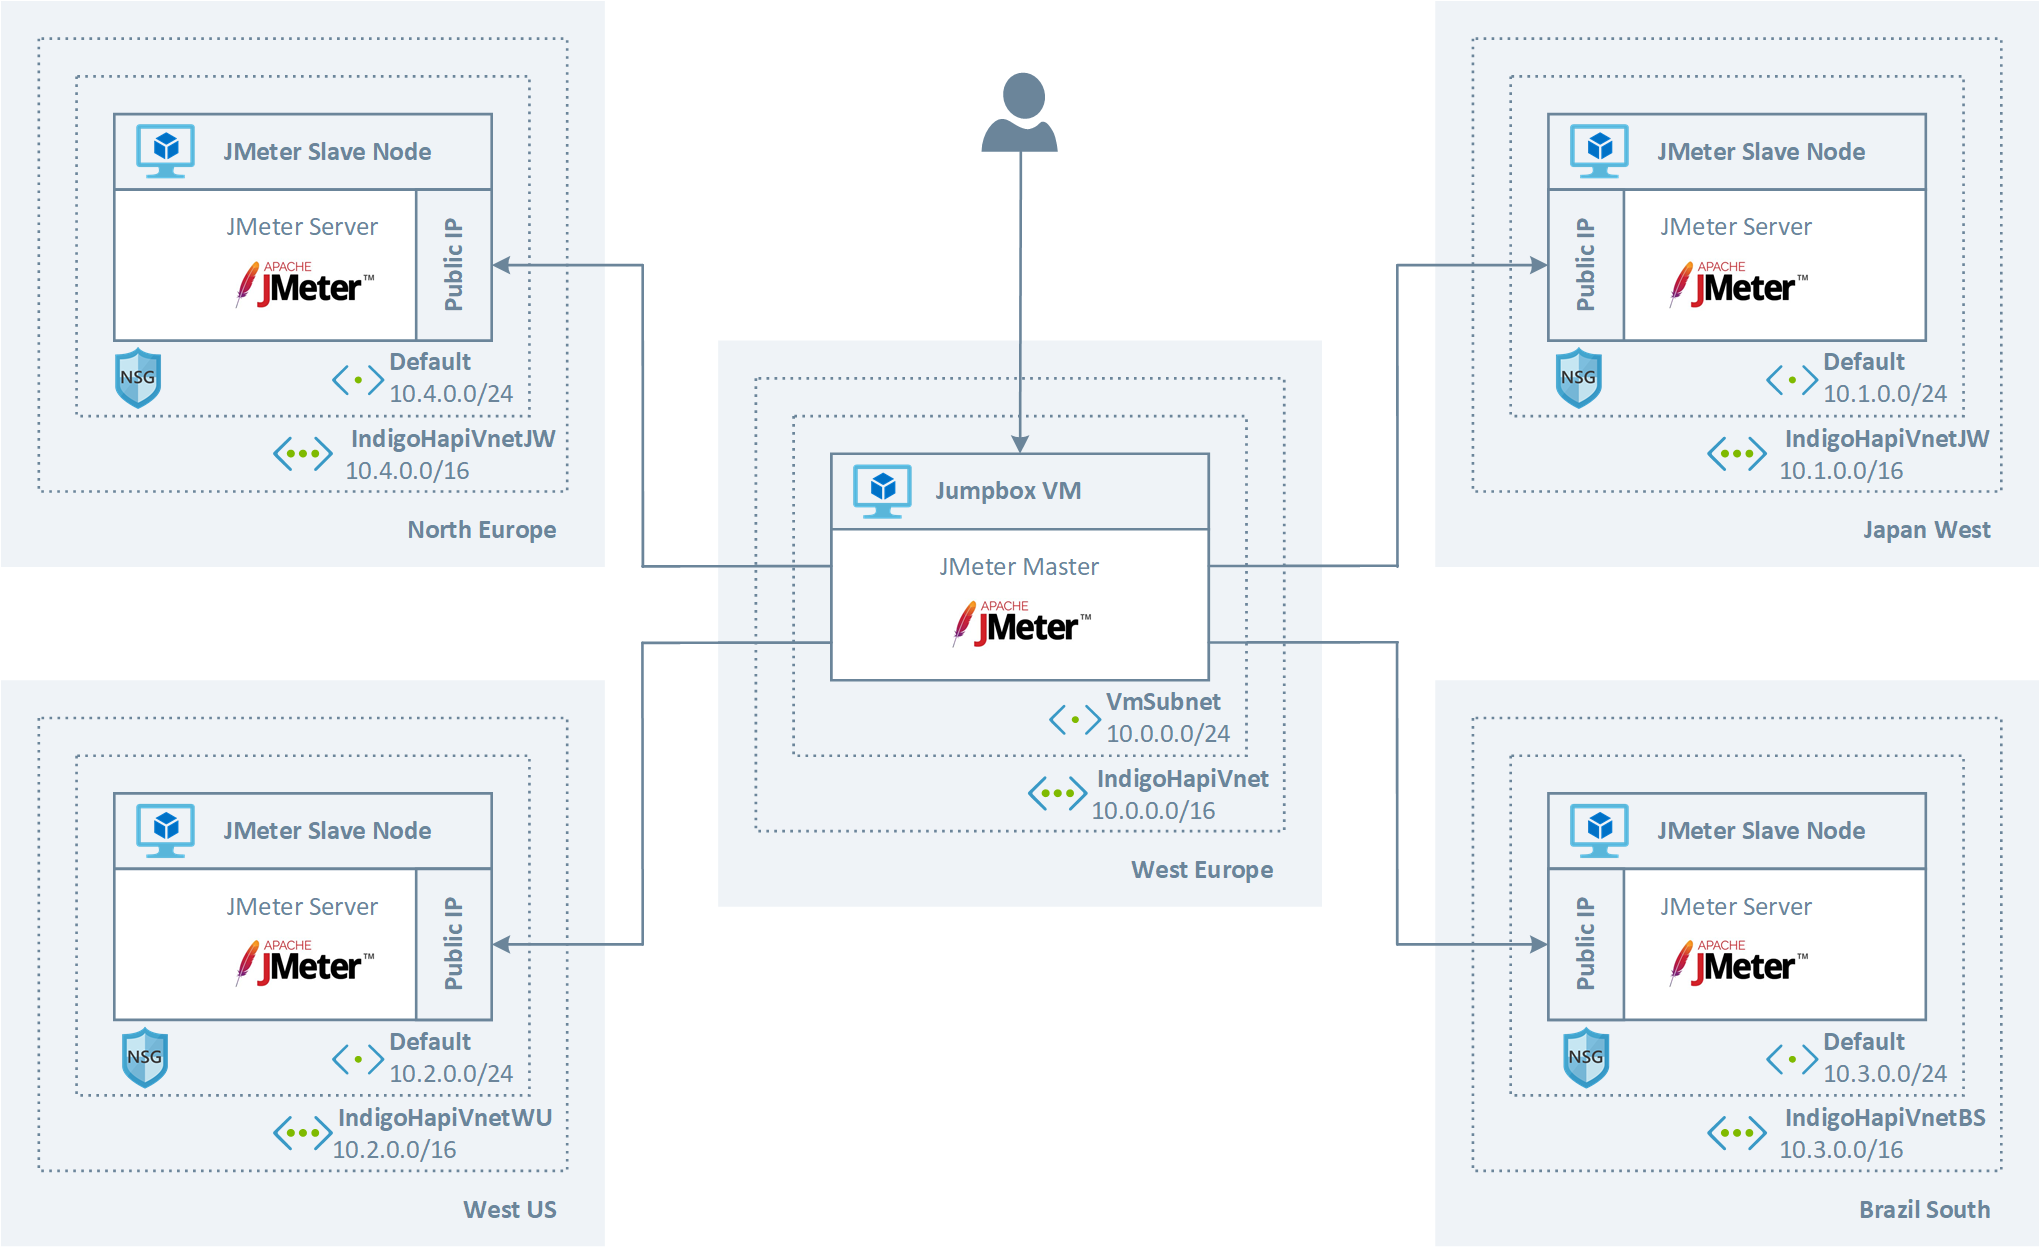 JMeter Slave Node
JMeter Server
APACHE
JMeter™
Public IP
NSG
Default
10.4.0.0/24
IndigoHapiVnetJW
10.4.0.0/16
North Europe
JMeter Slave Node
Public IP
JMeter Server
APACHE
JMeter™
NSG
Default
10.1.0.0/24
IndigoHapiVnetJW
10.1.0.0/16
Japan West
Jumpbox VM
JMeter Master
APACHE
JMeter™
VmSubnet
10.0.0.0/24
IndigoHapiVnet
10.0.0.0/16
West Europe
JMeter Slave Node
JMeter Server
APACHE
JMeter™
Public IP
NSG
Default
10.2.0.0/24
IndigoHapiVnetWU
10.2.0.0/16
West US
JMeter Slave Node
Public IP
JMeter Server
APACHE
JMeter™
NSG
Default
10.3.0.0/24
IndigoHapiVnetBS
10.3.0.0/16
Brazil South